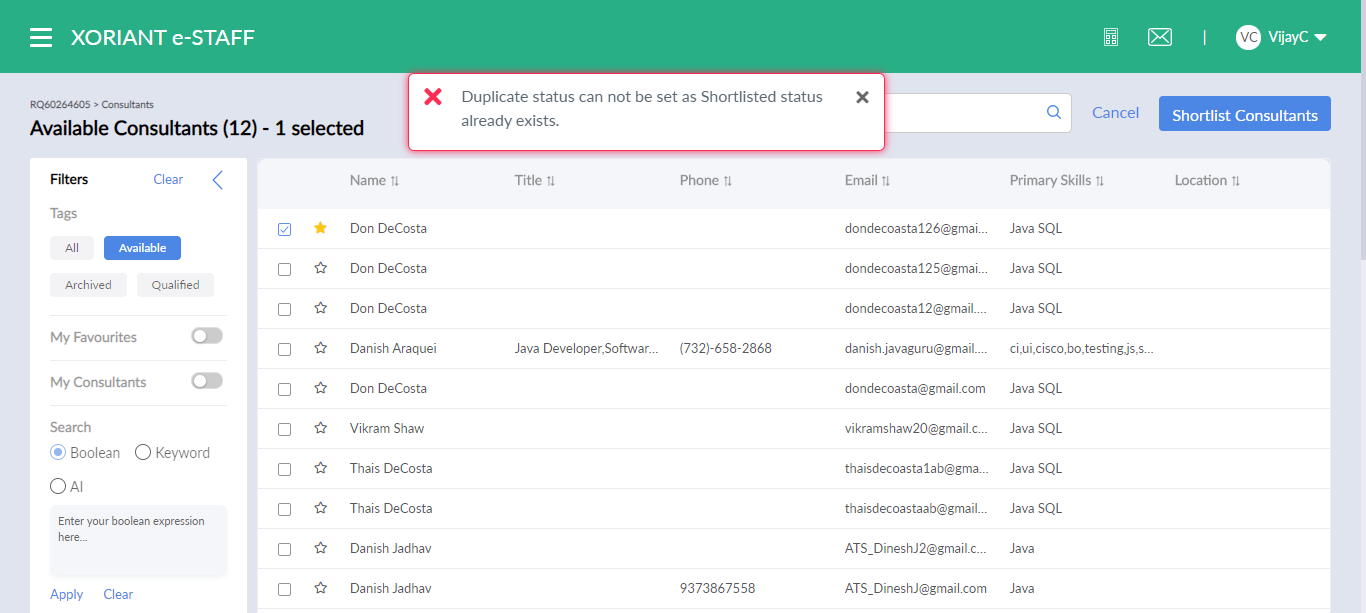 XORIANT e-STAFF
|
VC VijayC
Duplicate status can not be set as Shortlisted status
already exists.
RQ60264605 > Consultants
Available Consultants (12) - 1 selected
Cancel
Shortlist Consultants
Filters Clear
Tags
All Available
Archived Qualified
My Favourites
My Consultants
Search
Boolean Keyword
AI
Enter your boolean expression
here...
Apply Clear
Name Title Phone Email Primary Skills Location
Don DeCosta dondecoasta126@gmai... Java SQL
Don DeCosta dondecoasta125@gmai... Java SQL
Don DeCosta dondecoasta12@gmail.... Java SQL
Danish Araquei Java Developer,Softwar... (732)-658-2868 danish.javaguru@gmail.... ci,ui,cisco,bo,testing,js,s...
Don DeCosta dondecoasta@gmail.com Java SQL
Vikram Shaw vikramshaw20@gmail.c... Java SQL
Thais DeCosta thaisdecoasta1ab@gma... Java SQL
Thais DeCosta thaisdecoastaab@gmail... Java SQL
Danish Jadhav ATS_DineshJ2@gmail.c... Java
Danish Jadhav 9373867558 ATS_DineshJ@gmail.com Java